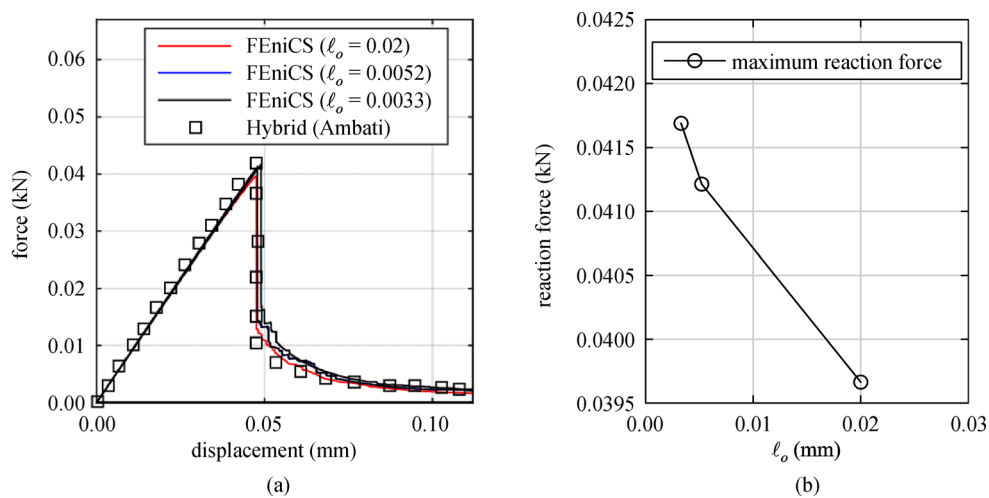 FEniCS (ℓo = 0.02)
FEniCS (ℓo = 0.0052)
FEniCS (ℓo = 0.0033)
Hybrid (Ambati)
0.06
0.05
0.04
0.03
0.02
0.01
0.00
force (kN)
0.00
0.05
0.10
displacement (mm)
(a)
maximum reaction force
0.0425
0.0420
0.0415
0.0410
0.0405
0.0400
0.0395
reaction force (kN)
0.00
0.01
0.02
0.03
ℓo (mm)
(b)